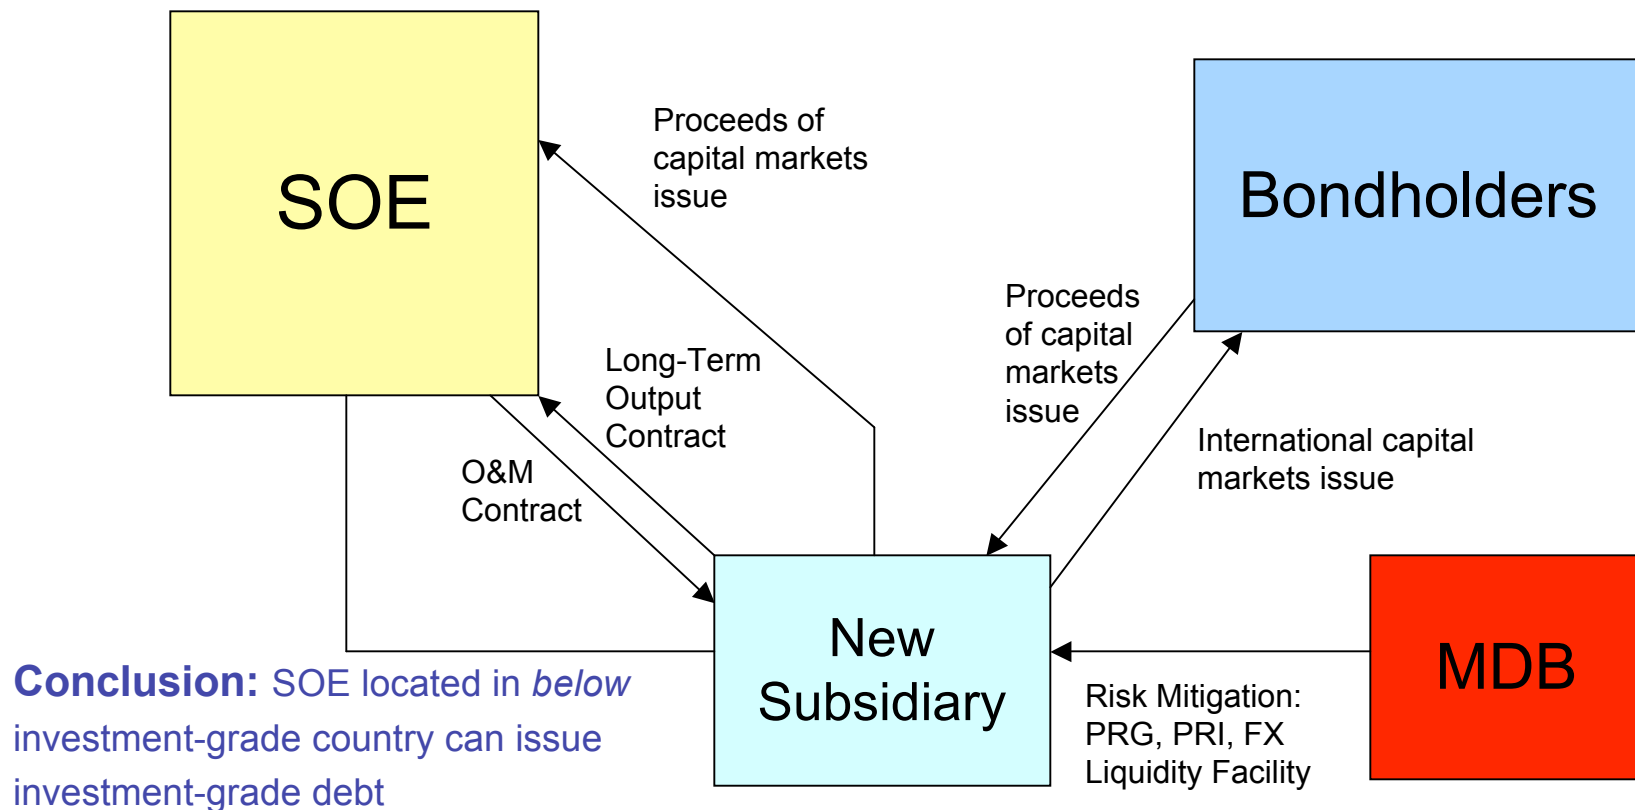 SOE
Proceeds of
capital markets
issue
Bondholders
Proceeds
of capital
markets
issue
Long-Term
Output
Contract
O&M
Contract
International capital
markets issue
New
Subsidiary
MDB
Risk Mitigation:
PRG, PRI, FX
Liquidity Facility
Conclusion: SOE located in below
investment-grade country can issue
investment-grade debt